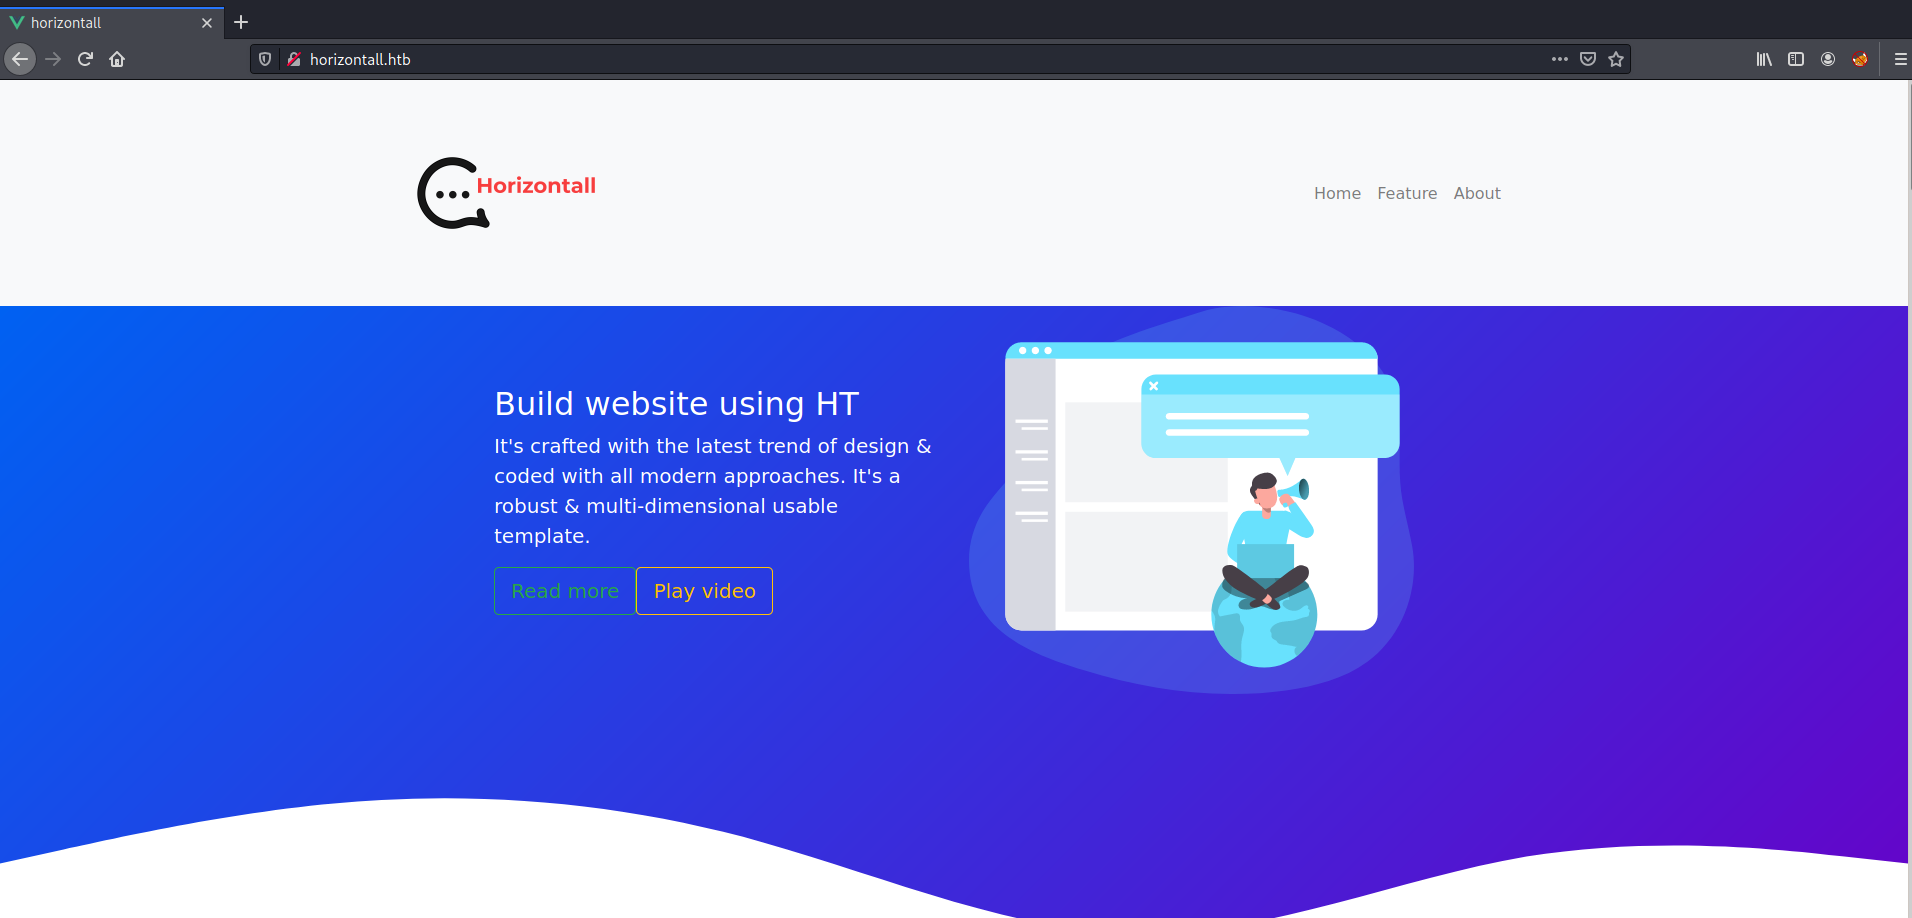 horizontall
horizontall.htb
Horizontall
Home Feature About
Build website using HT
It's crafted with the latest trend of design &
coded with all modern approaches. It's a
robust & multi-dimensional usable
template.
Read more Play video